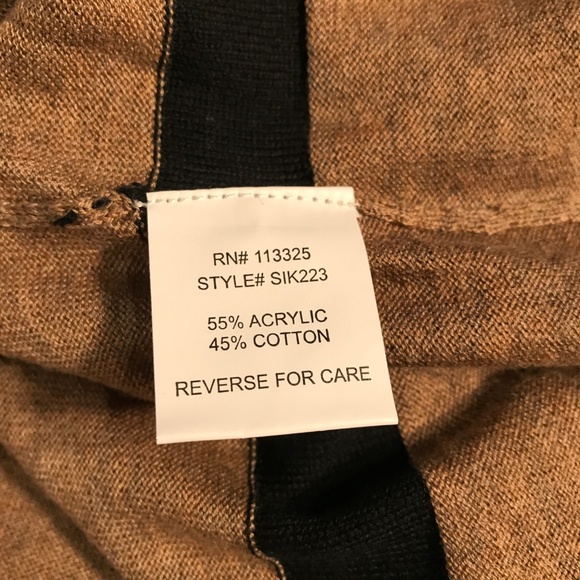 RN# 113325
STYLE# SIK223
55% ACRYLIC
45% COTTON
REVERSE FOR CARE